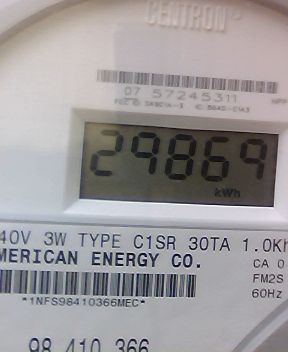 CENTRON®
07 57245311
29869
kWh
40V 3W TYPE C1SR 30TA 1.0Kh
MERICAN ENERGY CO.
CA 0
FM2S
60Hz
*1NFS98410366MEC*
98 410 366